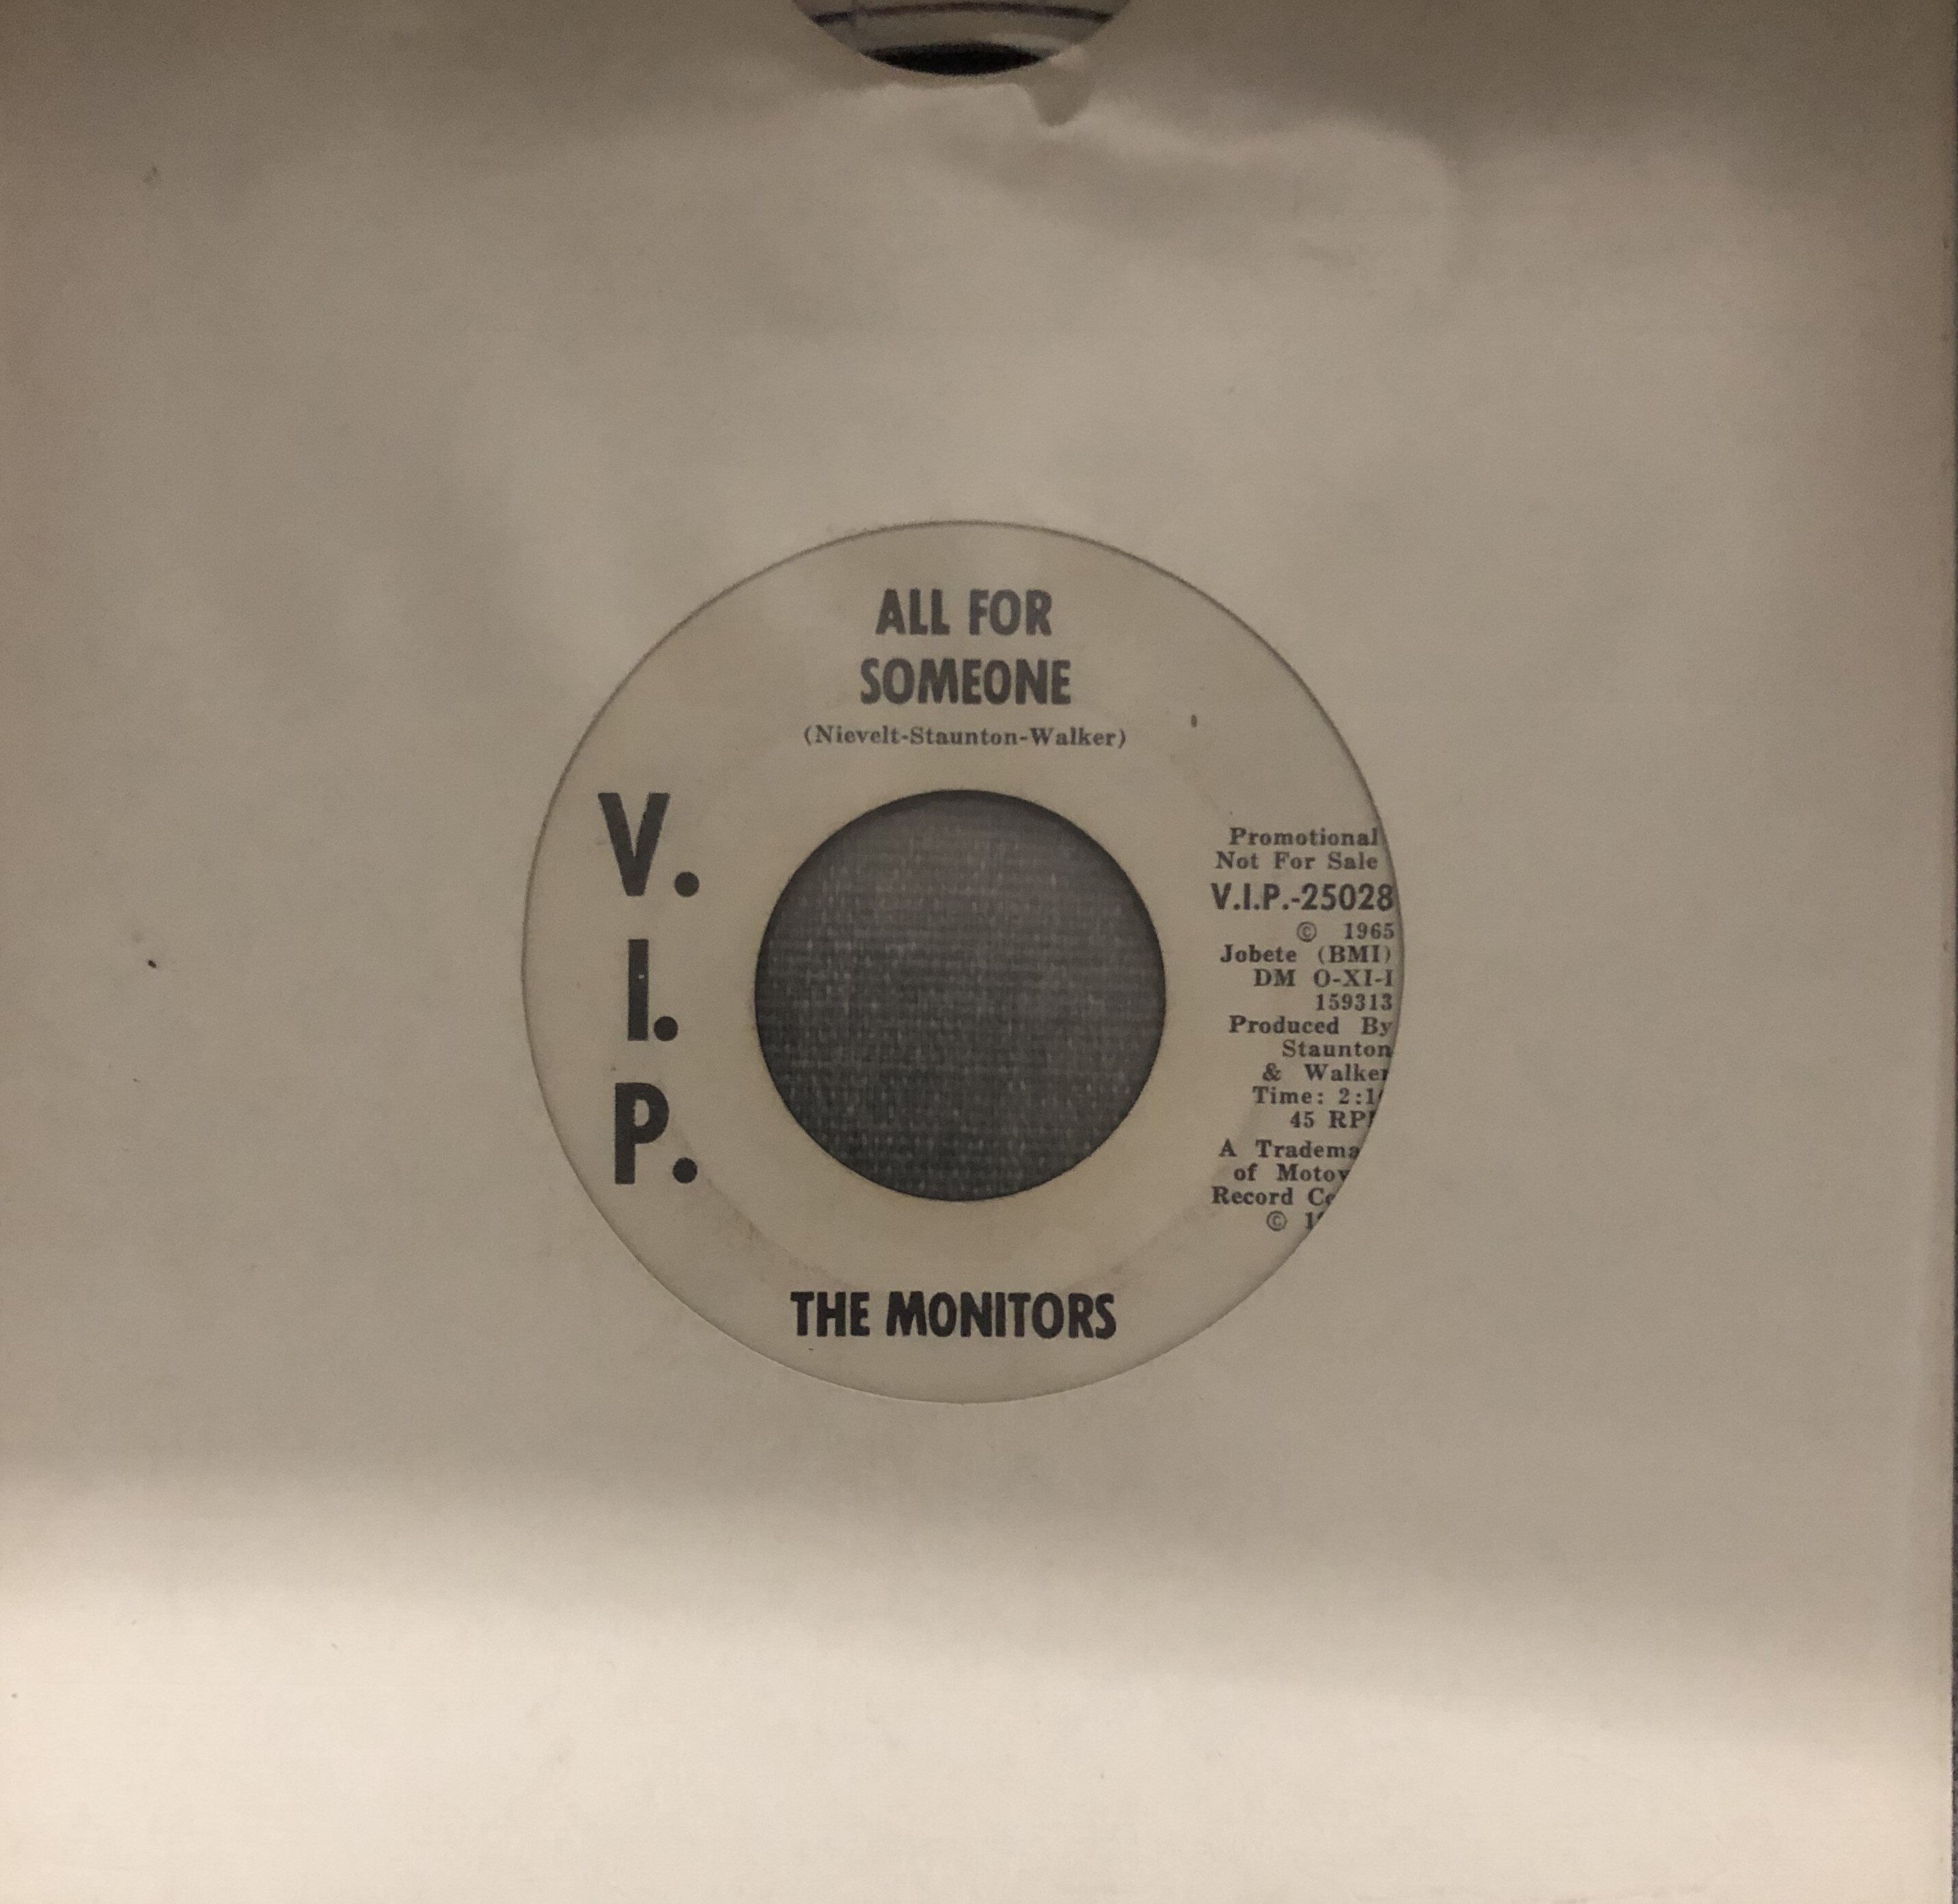 ALL FOR
SOMEONE
(Nievelt-Staunton-Walker)
V.
I.
P.
Promotional
Not For Sale
V.I.P.-25028
© 1965
Jobete (BMI)
DM O-XI-I
159313
Produced By
Staunton
& Walker
Time:
45
A
of
Record
©
THE MONITORS